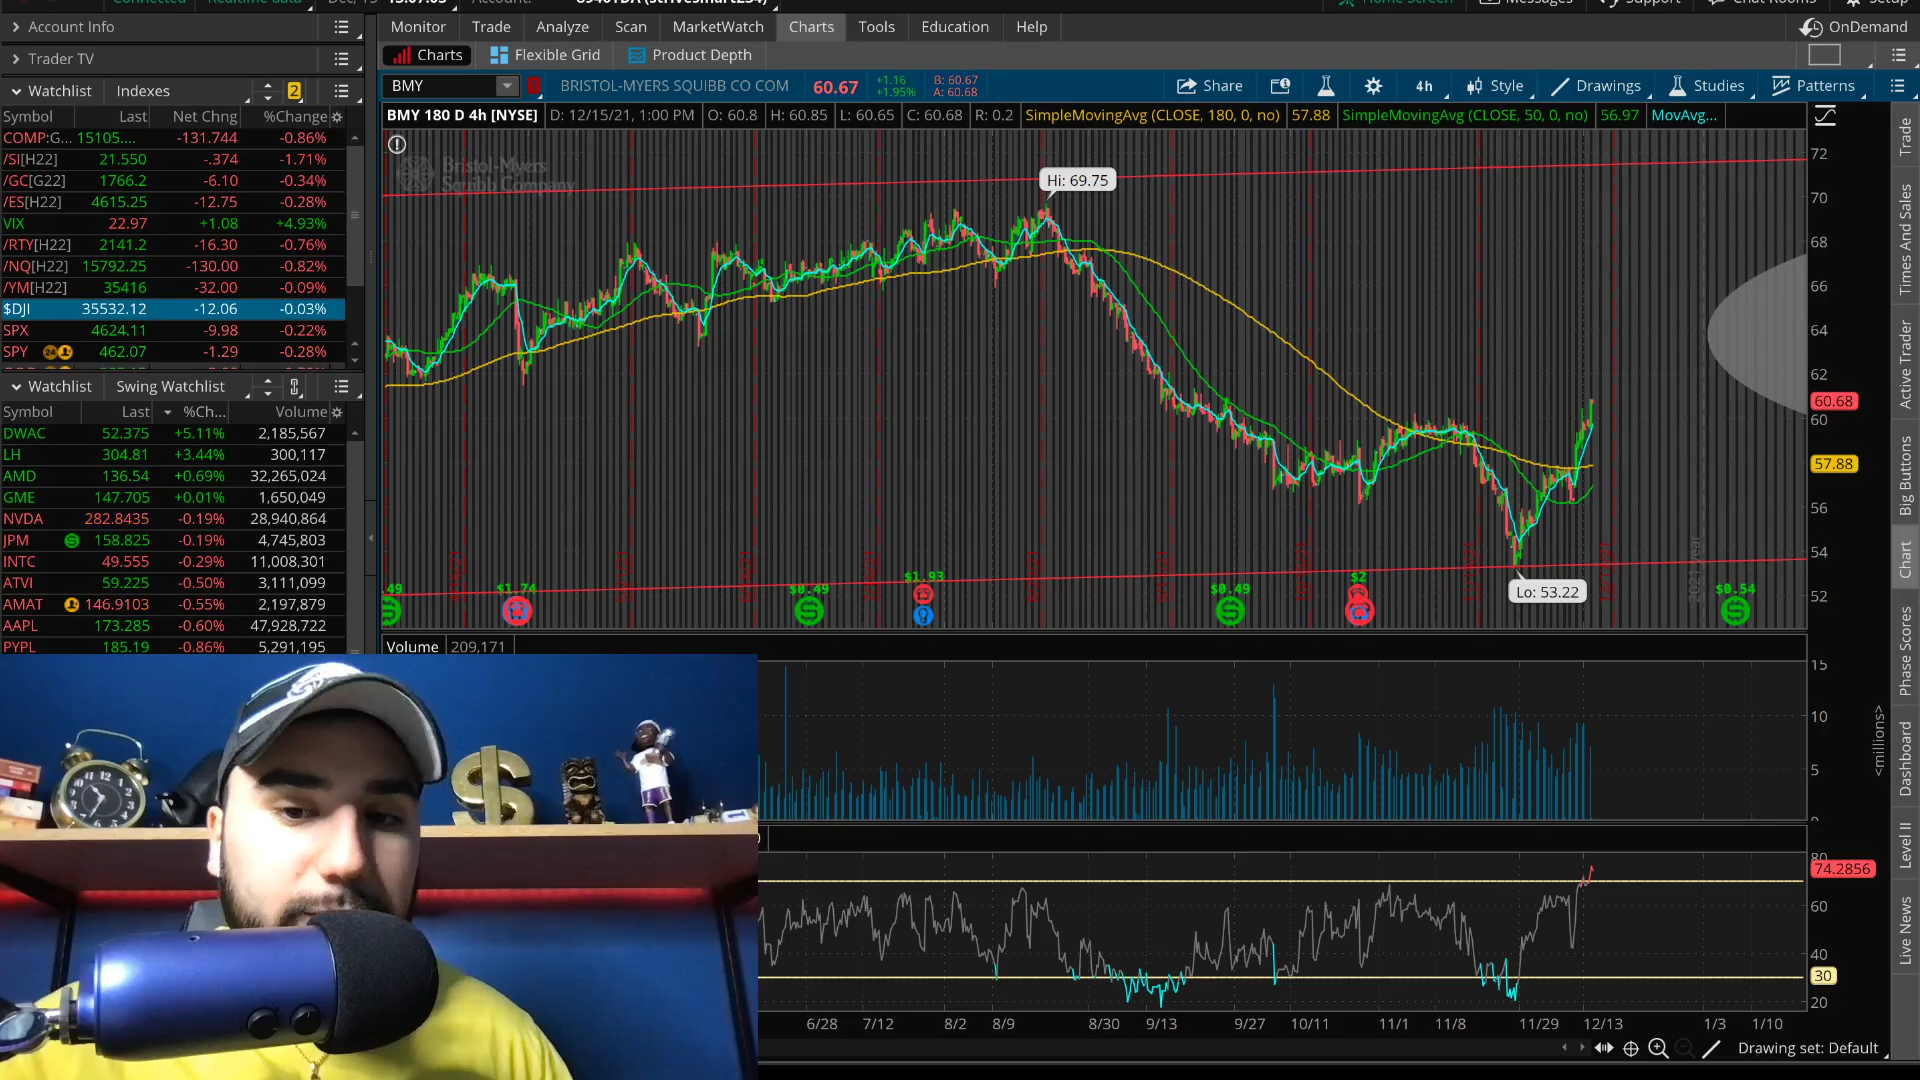 Account Info
Trader TV
Watchlist Indexes 2
Symbol Last Net Chng %Change
COMP:G... 15105.... -131.744 -0.86%
/SI[H22] 21.550 -.374 -1.71%
/GC[G22] 1766.2 -6.10 -0.34%
/ES[H22] 4615.25 -12.75 -0.28%
VIX 22.97 +1.08 +4.93%
/RTY[H22] 2141.2 -16.30 -0.76%
/NQ[H22] 15792.25 -130.00 -0.82%
/YM[H22] 35416 -32.00 -0.09%
$DJI 35532.12 -12.06 -0.03%
SPX 4624.11 -9.98 -0.22%
SPY 24 462.07 -1.29 -0.28%
Watchlist Swing Watchlist
Symbol Last %Ch... Volume
DWAC 52.375 +5.11% 2,185,567
LH 304.81 +3.44% 300,117
AMD 136.54 +0.69% 32,265,024
GME 147.705 +0.01% 1,650,049
NVDA 282.8435 -0.19% 28,940,864
JPM 158.825 -0.19% 4,745,803
INTC 49.555 -0.29% 11,008,301
ATVI 59.225 -0.50% 3,111,099
AMAT 146.9103 -0.55% 2,197,879
AAPL 173.285 -0.60% 47,928,722
PYPL 185.19 -0.86% 5,291,195
Monitor Trade Analyze Scan MarketWatch Charts Tools Education Help
OnDemand
Charts Flexible Grid Product Depth
BMY BRISTOL-MYERS SQUIBB CO COM 60.67 +1.16 +1.95% B: 60.67 A: 60.68
Share 4h Style Drawings Studies Patterns
BMY 180 D 4h [NYSE] D: 12/15/21, 1:00 PM O: 60.8 H: 60.85 L: 60.65 C: 60.68 R: 0.2 SimpleMovingAvg (CLOSE, 180, 0, no) 57.88 SimpleMovingAvg (CLOSE, 50, 0, no) 56.97 MovAvg...
Bristol-Myers
Squibb Company
Hi: 69.75
Lo: 53.22
72
70
68
66
64
62
60.68
60
57.88
56
54
52
.49 $1.74 $0.49 $1.93 $0.49 $2 $0.54
2021 year
Volume 209,171
15
10
5
<millions>
80
74.2856
60
40
30
20
6/28 7/12 8/2 8/9 8/30 9/13 9/27 10/11 11/1 11/8 11/29 12/13 1/3 1/10
Drawing set: Default
Trade
Times And Sales
Active Trader
Big Buttons
Chart
Phase Scores
Dashboard
Level II
Live News